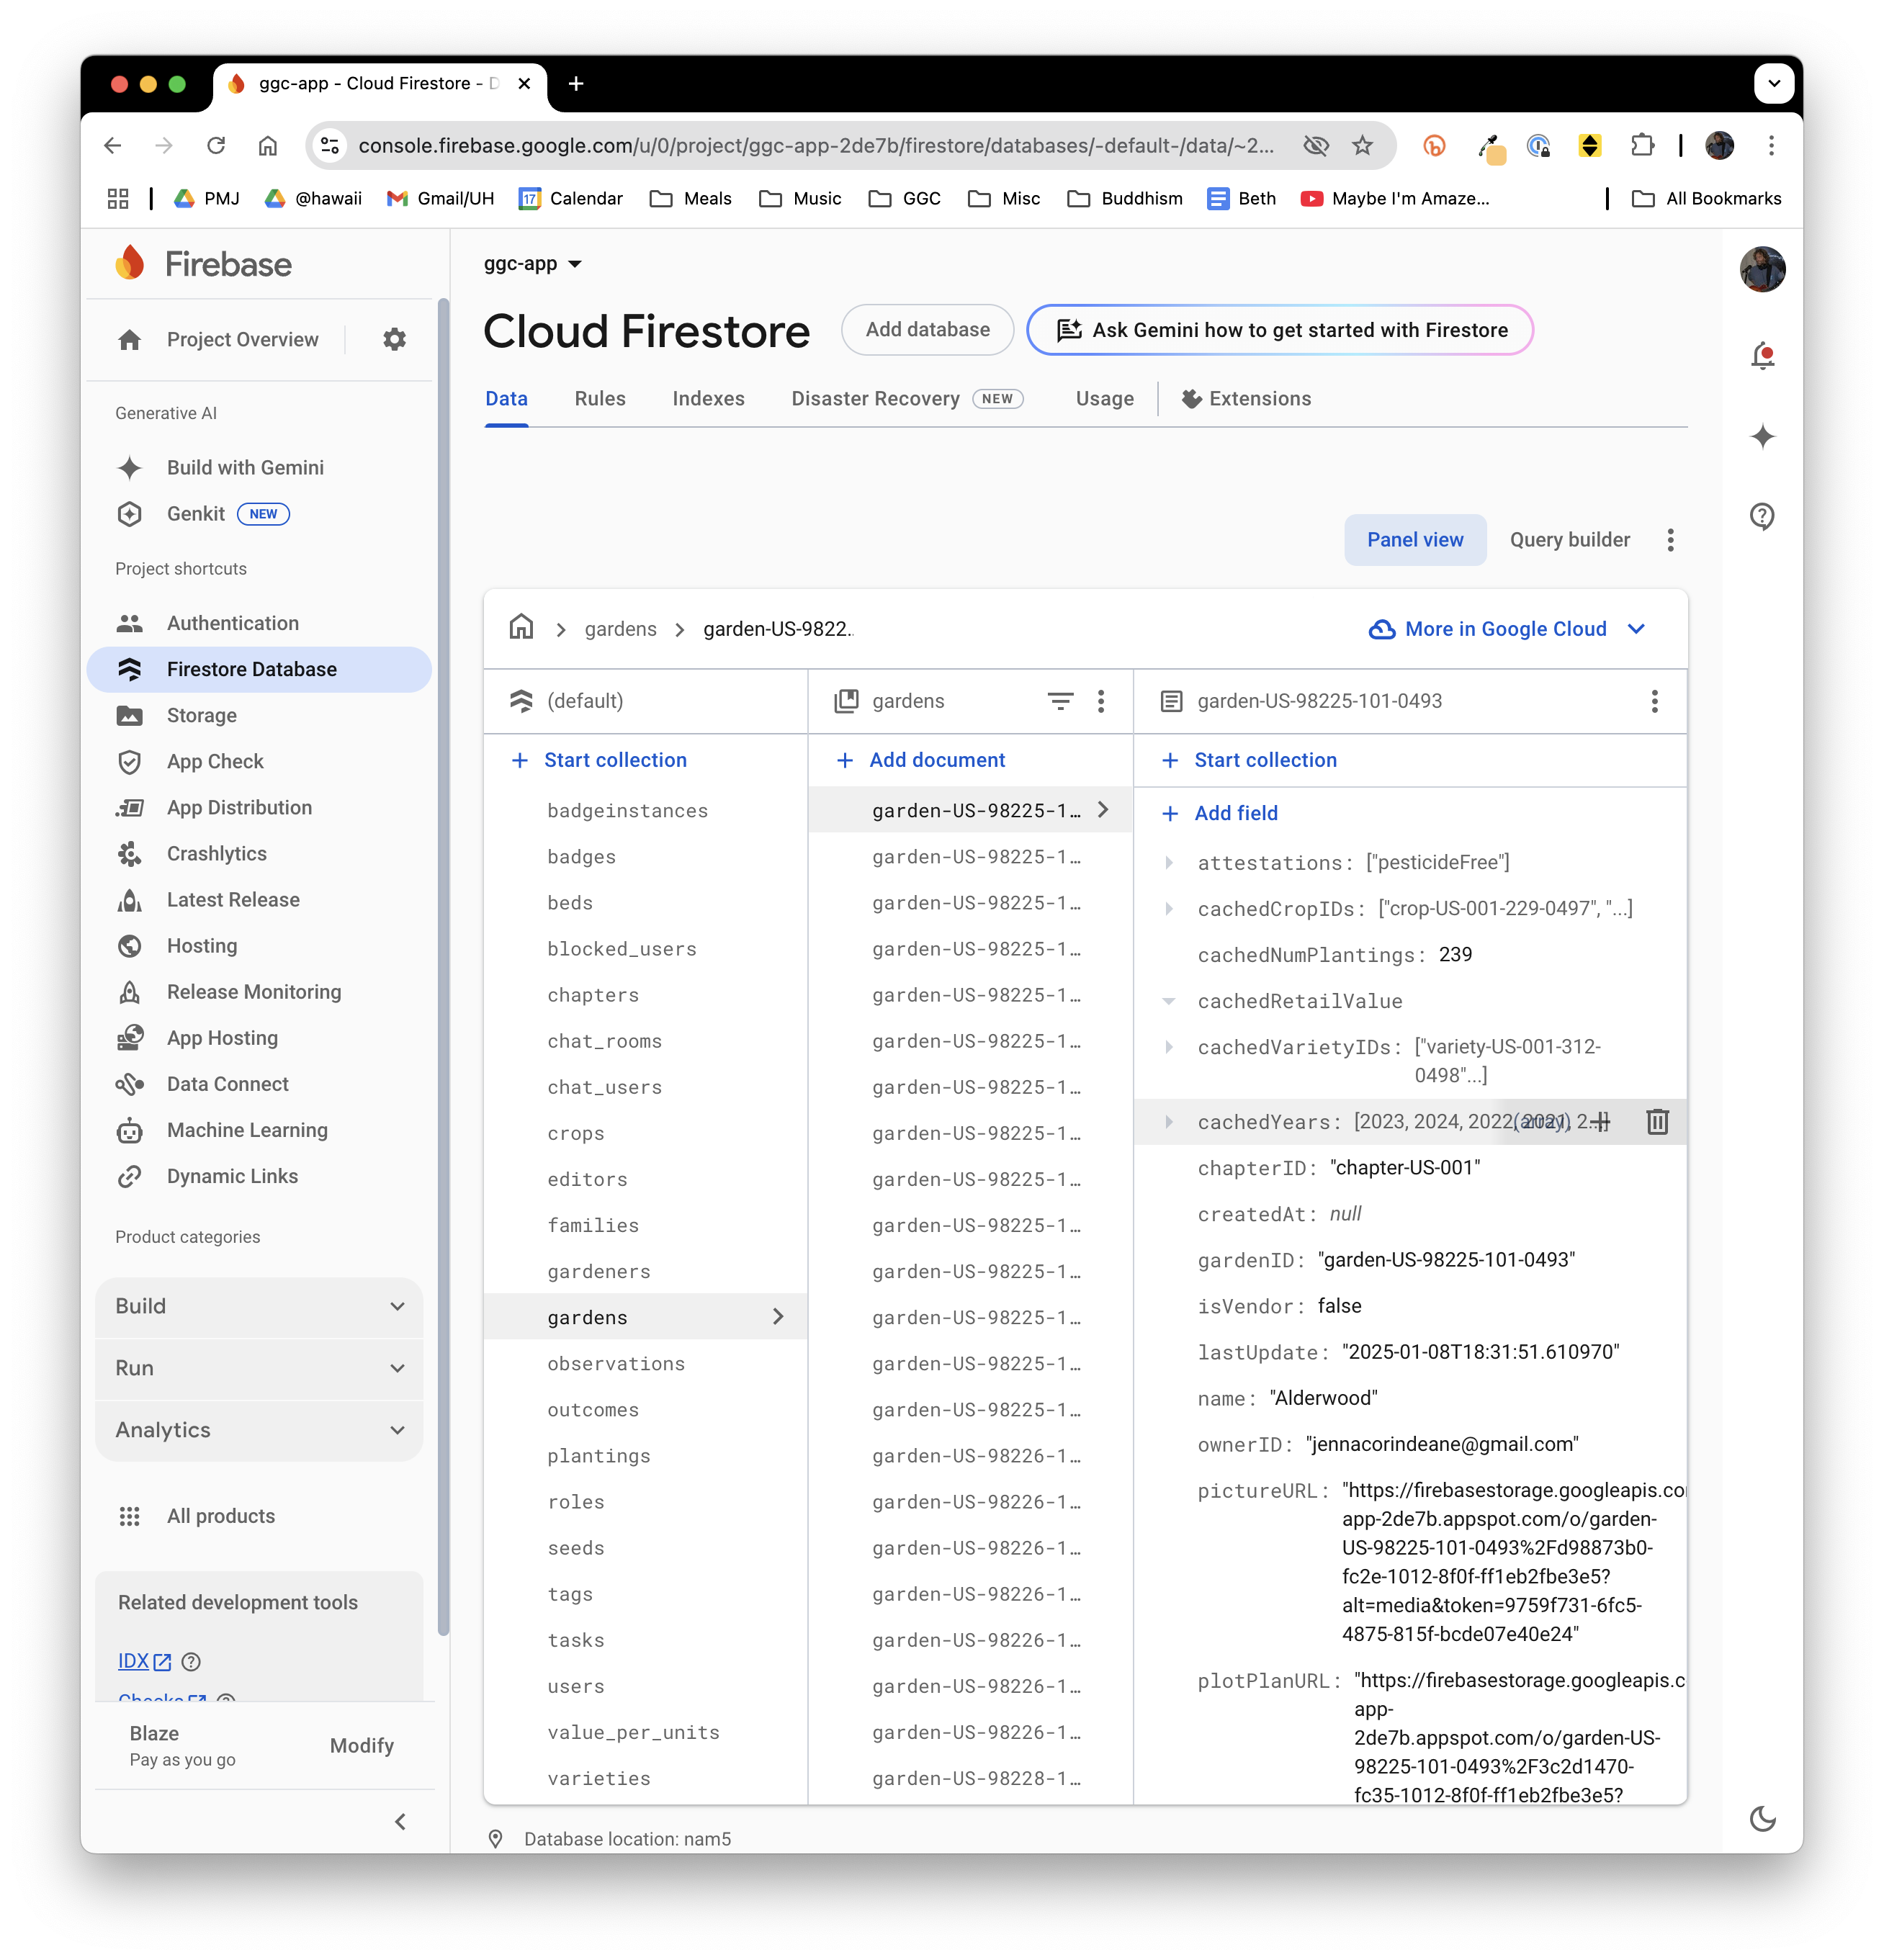 ggc-app - Cloud Firestore - D
console.firebase.google.com/u/0/project/ggc-app-2de7b/firestore/databases/-default-/data/~2...
PMJ
@hawaii
Gmail/UH
17
Calendar
Meals
Music
GGC
Misc
Buddhism
Beth
Maybe I'm Amaze...
All Bookmarks
Firebase
Project Overview
Generative AI
Build with Gemini
Genkit NEW
Project shortcuts
Authentication
Firestore Database
Storage
App Check
App Distribution
Crashlytics
Latest Release
Hosting
Release Monitoring
App Hosting
Data Connect
Machine Learning
Dynamic Links
Product categories
Build
Run
Analytics
All products
Related development tools
IDX
Checks
Blaze
Pay as you go
Modify
ggc-app
Cloud Firestore
Add database
Ask Gemini how to get started with Firestore
Data
Rules
Indexes
Disaster Recovery NEW
Usage
Extensions
Panel view
Query builder
gardens
garden-US-9822..
More in Google Cloud
(default)
Start collection
badgeinstances
badges
beds
blocked_users
chapters
chat_rooms
chat_users
crops
editors
families
gardeners
gardens
observations
outcomes
plantings
roles
seeds
tags
tasks
users
value_per_units
varieties
gardens
Add document
garden-US-98225-1...
garden-US-98225-1...
garden-US-98225-1...
garden-US-98225-1...
garden-US-98225-1...
garden-US-98225-1...
garden-US-98225-1...
garden-US-98225-1...
garden-US-98225-1...
garden-US-98225-1...
garden-US-98225-1...
garden-US-98225-1...
garden-US-98225-1...
garden-US-98225-1...
garden-US-98226-1...
garden-US-98226-1...
garden-US-98226-1...
garden-US-98226-1...
garden-US-98226-1...
garden-US-98226-1...
garden-US-98226-1...
garden-US-98228-1...
garden-US-98225-101-0493
Start collection
Add field
attestations: ["pesticideFree"]
cachedCropIDs: ["crop-US-001-229-0497", "...]
cachedNumPlantings: 239
cachedRetailValue
cachedVarietyIDs: ["variety-US-001-312-
0498"...]
cachedYears: [2023, 2024, 2022, 2021, 2...]
(array)
chapterID: "chapter-US-001"
createdAt: null
gardenID: "garden-US-98225-101-0493"
isVendor: false
lastUpdate: "2025-01-08T18:31:51.610970"
name: "Alderwood"
ownerID: "jennacorindeane@gmail.com"
pictureURL: "https://firebasestorage.googleapis.co
app-2de7b.appspot.com/o/garden-
US-98225-101-0493%2Fd98873b0-
fc2e-1012-8f0f-ff1eb2fbe3e5?
alt=media&token=9759f731-6fc5-
4875-815f-bcde07e40e24"
plotPlanURL: "https://firebasestorage.googleapis.c
app-
2de7b.appspot.com/o/garden-US-
98225-101-0493%2F3c2d1470-
fc35-1012-8f0f-ff1eb2fbe3e5?
Database location: nam5